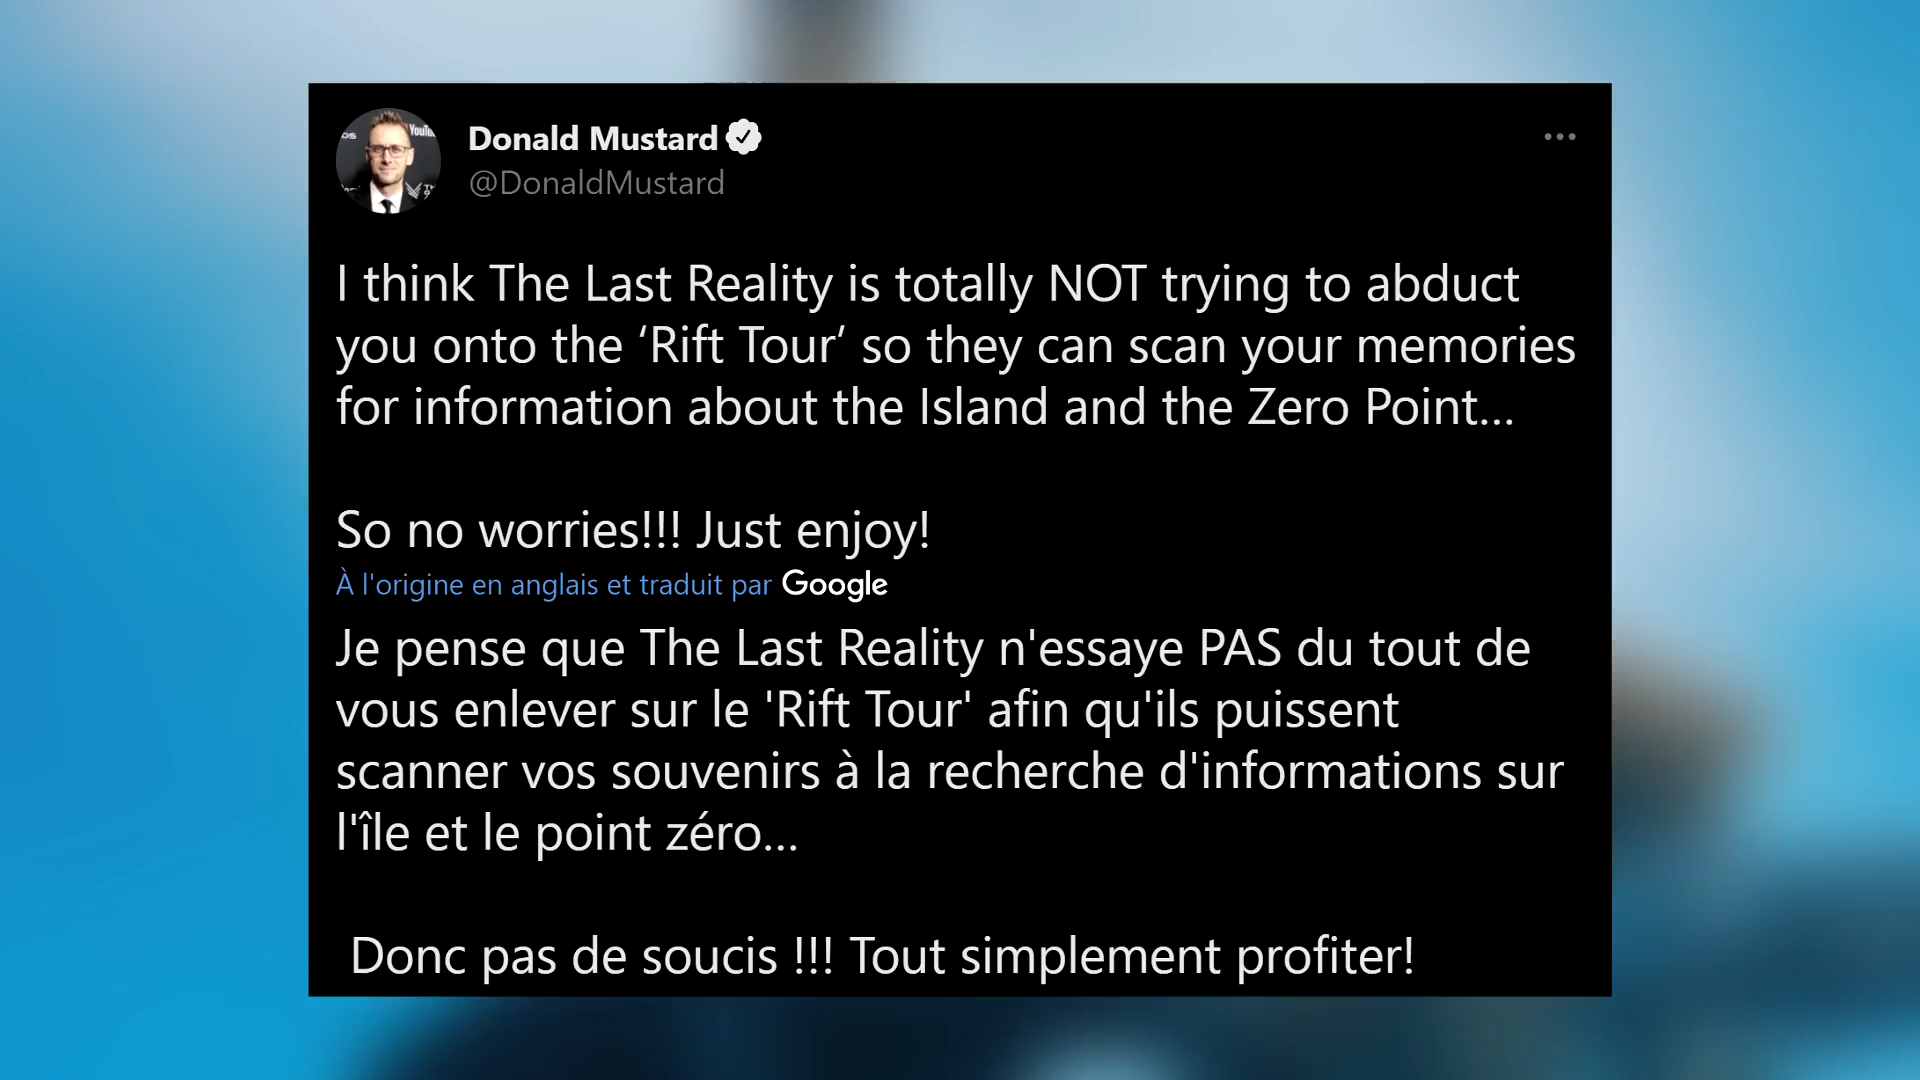 Donald Mustard
@DonaldMustard
I think The Last Reality is totally NOT trying to abduct
you onto the ‘Rift Tour’ so they can scan your memories
for information about the Island and the Zero Point...
So no worries!!! Just enjoy!
À l'origine en anglais et traduit par Google
Je pense que The Last Reality n'essaye PAS du tout de
vous enlever sur le 'Rift Tour' afin qu'ils puissent
scanner vos souvenirs à la recherche d'informations sur
l'île et le point zéro...
Donc pas de soucis !!! Tout simplement profiter!